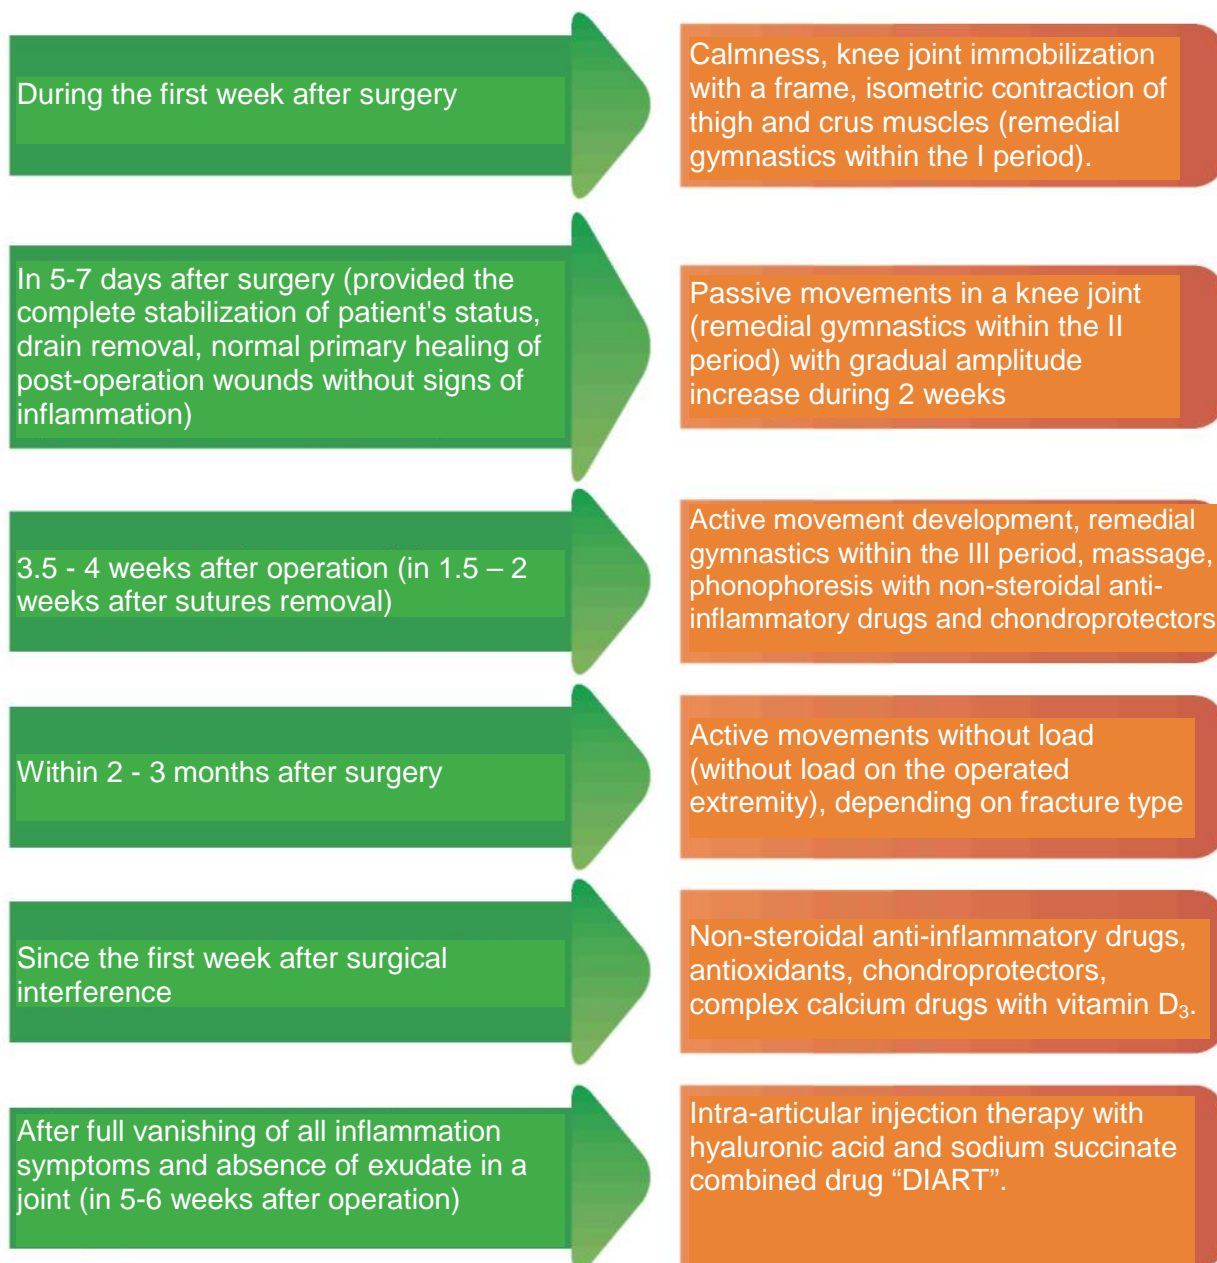 During the first week after surgery
Calmness, knee joint immobilization
with a frame, isometric contraction of
thigh and crus muscles (remedial
gymnastics within the I period).
In 5-7 days after surgery (provided the
complete stabilization of patient's status,
drain removal, normal primary healing of
post-operation wounds without signs of
inflammation)
Passive movements in a knee joint
(remedial gymnastics within the II
period) with gradual amplitude
increase during 2 weeks
3.5 - 4 weeks after operation (in 1.5 – 2
weeks after sutures removal)
Active movement development, remedial
gymnastics within the III period, massage,
phonophoresis with non-steroidal anti-
inflammatory drugs and chondroprotectors
Within 2 - 3 months after surgery
Active movements without load
(without load on the operated
extremity), depending on fracture type
Since the first week after surgical
interference
Non-steroidal anti-inflammatory drugs,
antioxidants, chondroprotectors,
complex calcium drugs with vitamin D₃.
After full vanishing of all inflammation
symptoms and absence of exudate in a
joint (in 5-6 weeks after operation)
Intra-articular injection therapy with
hyaluronic acid and sodium succinate
combined drug “DIART”.